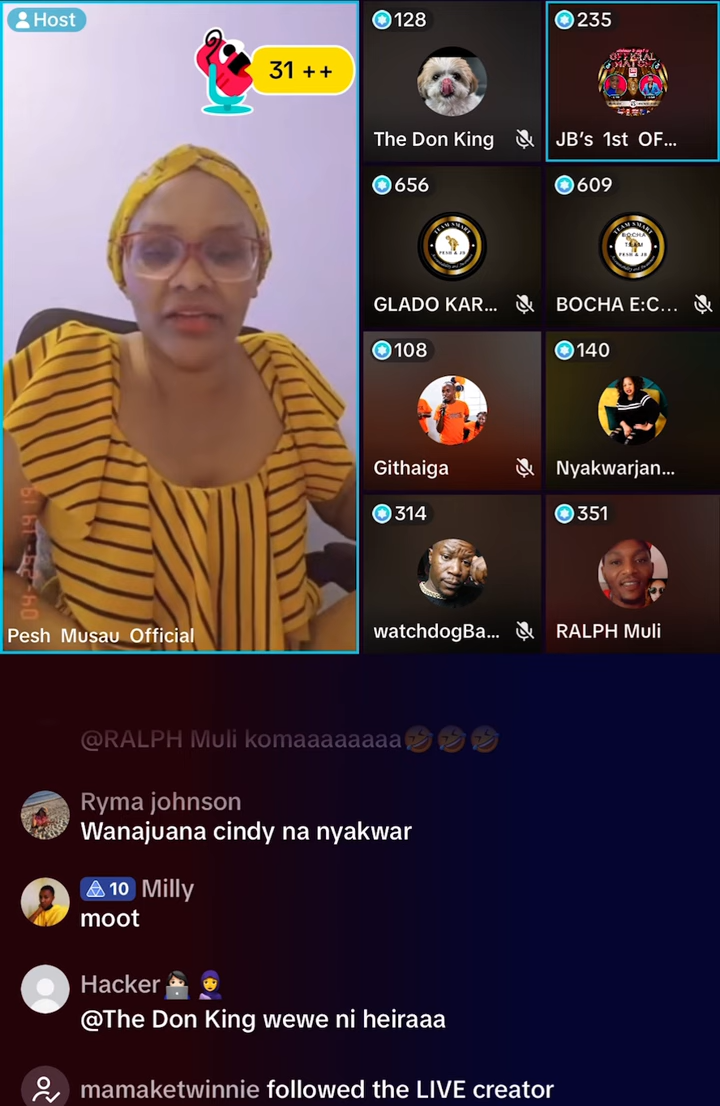 Host
31 ++
Pesh Musau Official
128
The Don King
235
JB's 1st OF...
656
GLADO KAR...
609
BOCHA E:C...
108
Githaiga
140
Nyakwarjan...
314
watchdogBa...
351
RALPH Muli
@RALPH Muli komaaaaaaaa🤣🤣🤣
Ryma johnson
Wanajuana cindy na nyakwar
10 Milly
moot
Hacker👩🏻‍💻🧕
@The Don King wewe ni heiraaa
mamaketwinnie followed the LIVE creator